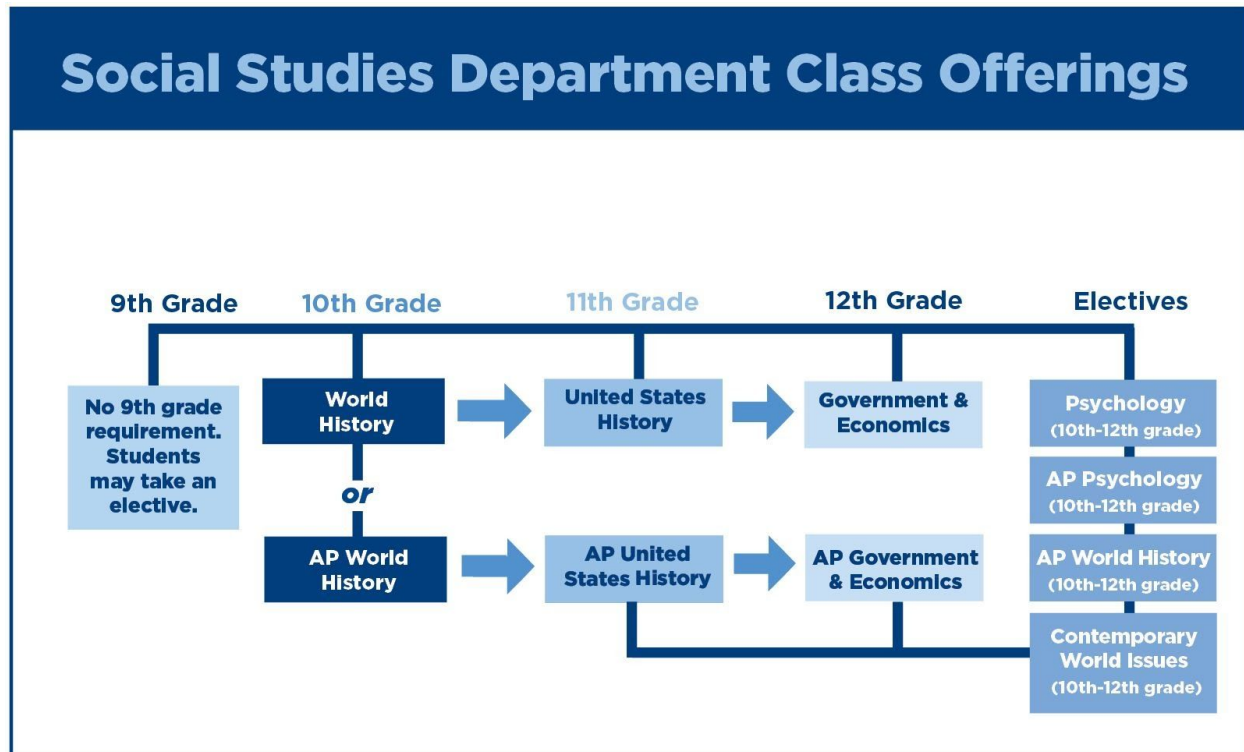 Social Studies Department Class Offerings
9th Grade
10th Grade
11th Grade
12th Grade
Electives
No 9th grade
requirement.
Students
may take an
elective.
World
History
or
AP World
History
United States
History
AP United
States History
Government &
Economics
AP Government
& Economics
Psychology
(10th-12th grade)
AP Psychology
(10th-12th grade)
AP World History
(10th-12th grade)
Contemporary
World Issues
(10th-12th grade)